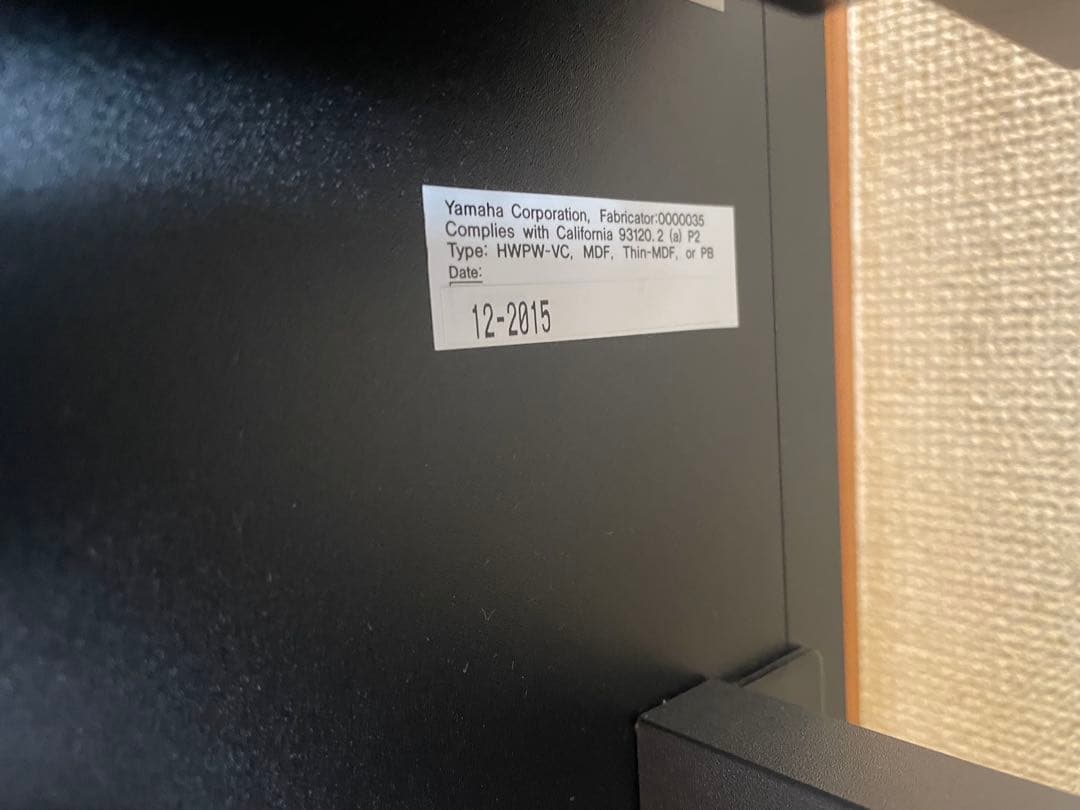 Yamaha Corporation, Fabricator:0000035
Complies with California 93120.2 (a) P2
Type: HWPW-VC, MDF, Thin-MDF, or PB
Date:
12-2015